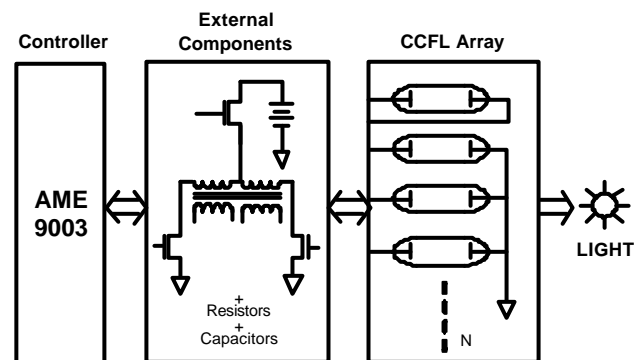 Controller
External
Components
CCFL Array
AME
9003
+
Resistors
+
Capacitors
N
LIGHT